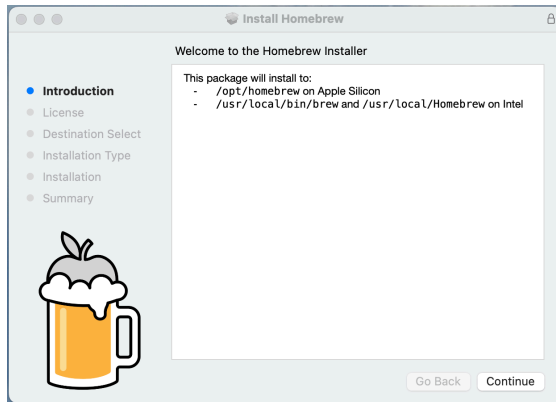 Install Homebrew
Welcome to the Homebrew Installer
Introduction
License
Destination Select
Installation Type
Installation
Summary
This package will install to:
- /opt/homebrew on Apple Silicon
- /usr/local/bin/brew and /usr/local/Homebrew on Intel
Go Back
Continue